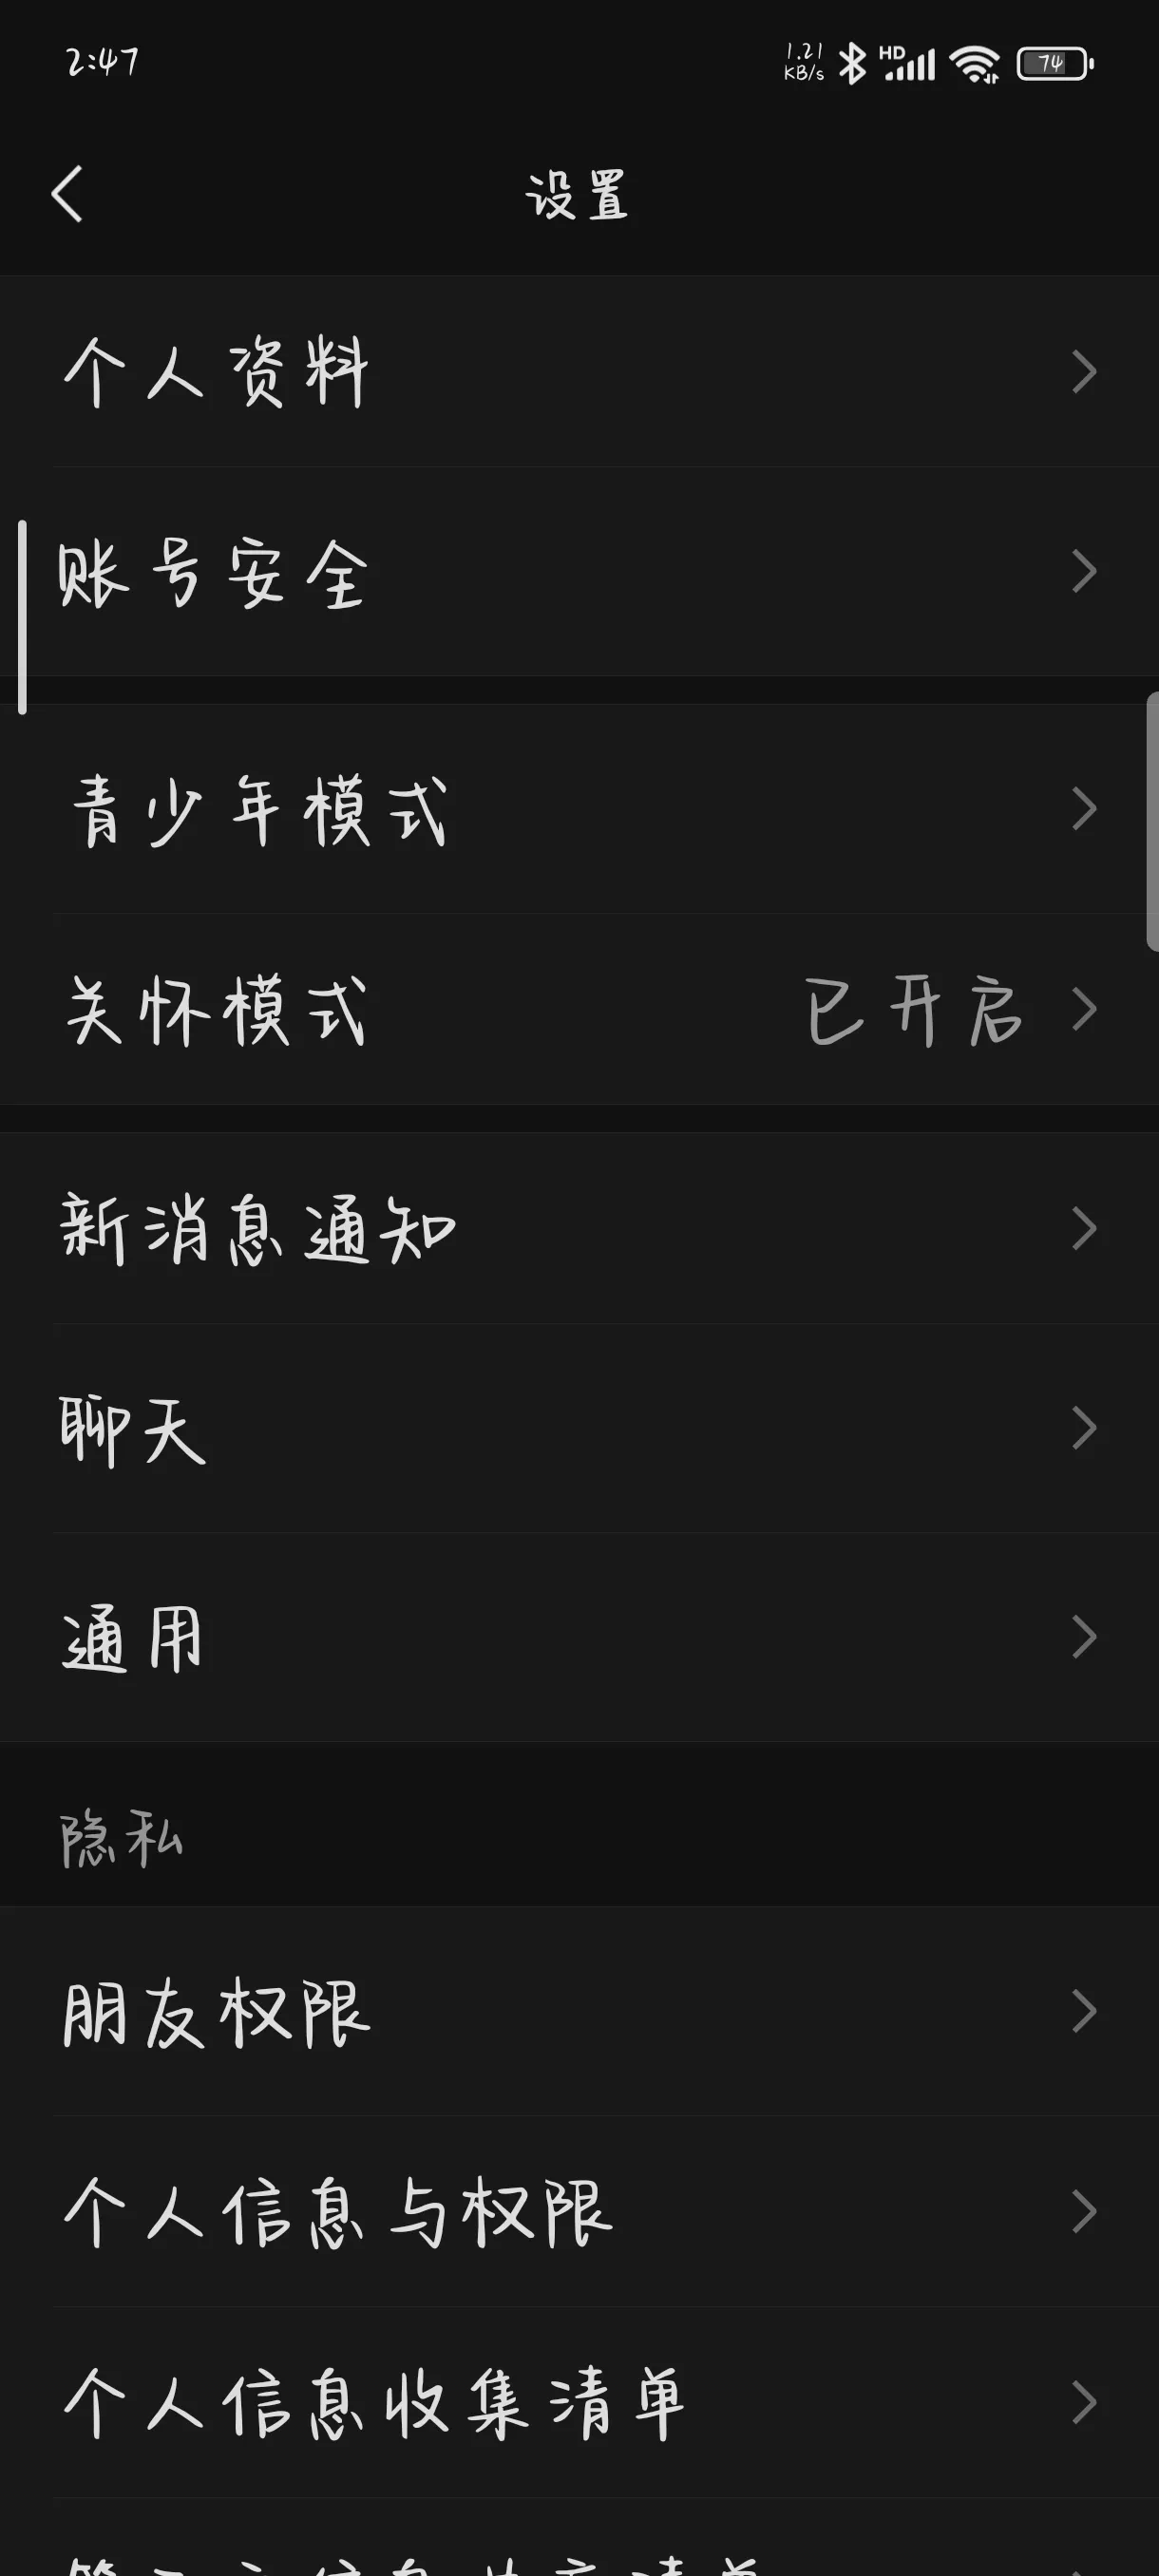 2:47
1.21
KB/s
HD
74
设置
个人资料
账号安全
青少年模式
关怀模式 已开启
新消息通知
聊天
通用
隐私
朋友权限
个人信息与权限
个人信息收集清单